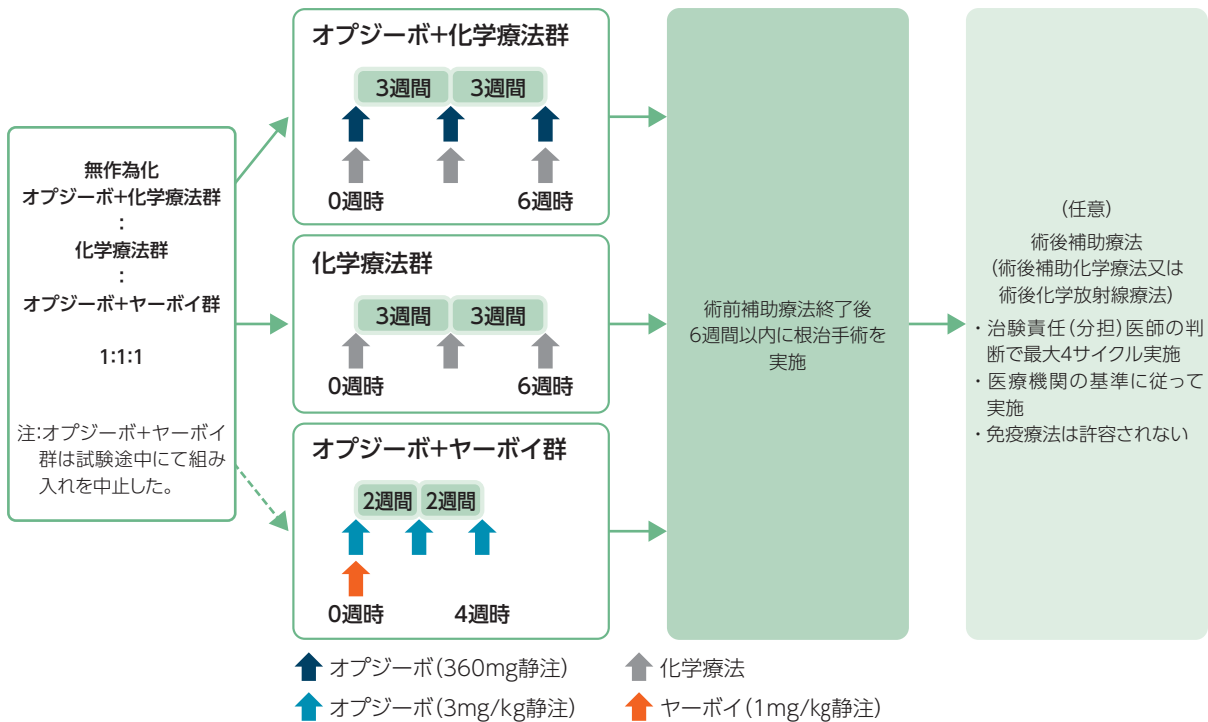 無作為化
オプジーボ+化学療法群
:
化学療法群
:
オプジーボ+ヤーボイ群
1:1:1
注:オプジーボ+ヤーボイ
群は試験途中にて組み
入れを中止した。
オプジーボ+化学療法群
3週間 3週間
0週時 6週時
化学療法群
3週間 3週間
0週時 6週時
オプジーボ+ヤーボイ群
2週間 2週間
0週時 4週時
術前補助療法終了後
6週間以内に根治手術を
実施
(任意)
術後補助療法
(術後補助化学療法又は
術後化学放射線療法)
・治験責任(分担)医師の判
断で最大4サイクル実施
・医療機関の基準に従って
実施
・免疫療法は許容されない
オプジーボ(360mg静注) 化学療法
オプジーボ(3mg/kg静注) ヤーボイ(1mg/kg静注)